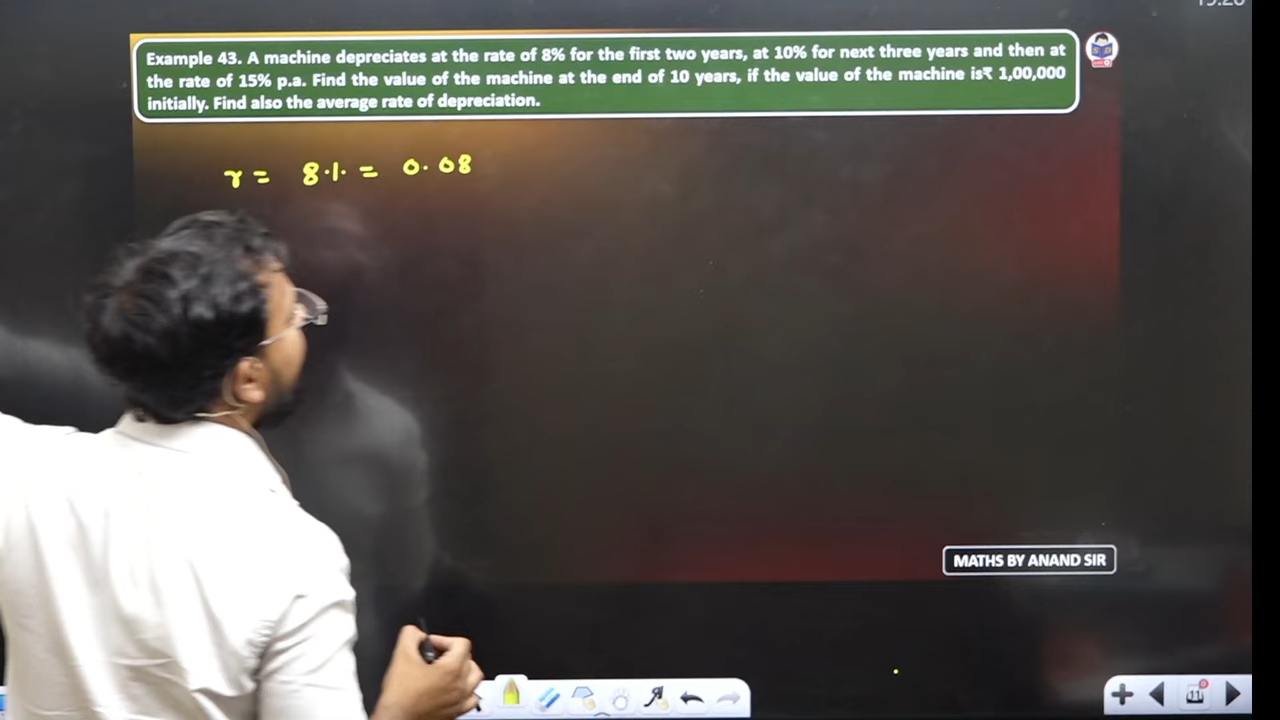 Example 43. A machine depreciates at the rate of 8% for the first two years, at 10% for next three years and then at
the rate of 15% p.a. Find the value of the machine at the end of 10 years, if the value of the machine is₹ 1,00,000
initially. Find also the average rate of depreciation.
r = 8% = 0.08
MATHS BY ANAND SIR
11